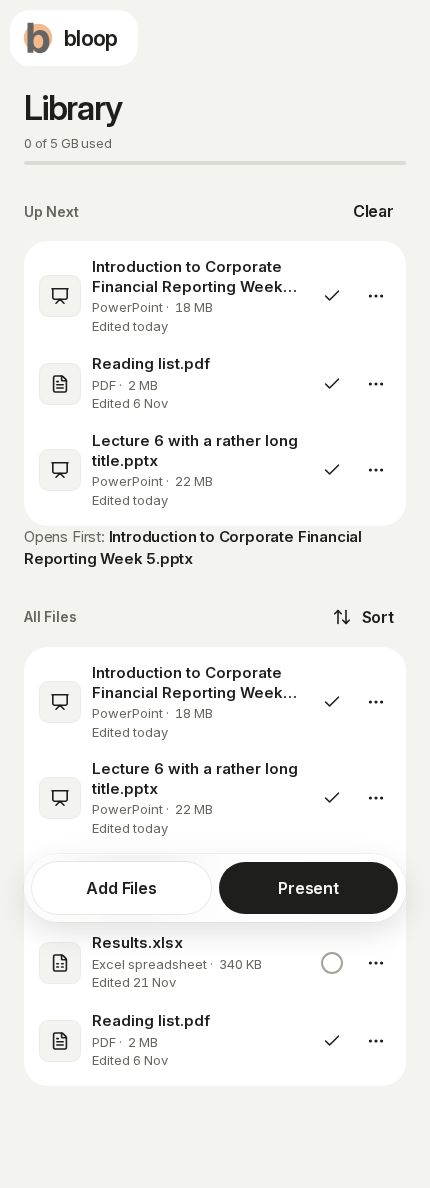 bloop
Library
0 of 5 GB used
Up Next
Clear
Introduction to Corporate
Financial Reporting Week...
PowerPoint · 18 MB
Edited today
Reading list.pdf
PDF · 2 MB
Edited 6 Nov
Lecture 6 with a rather long
title.pptx
PowerPoint · 22 MB
Edited today
Opens First: Introduction to Corporate Financial
Reporting Week 5.pptx
All Files
Sort
Introduction to Corporate
Financial Reporting Week...
PowerPoint · 18 MB
Edited today
Lecture 6 with a rather long
title.pptx
PowerPoint · 22 MB
Edited today
Add Files
Present
Results.xlsx
Excel spreadsheet · 340 KB
Edited 21 Nov
Reading list.pdf
PDF · 2 MB
Edited 6 Nov